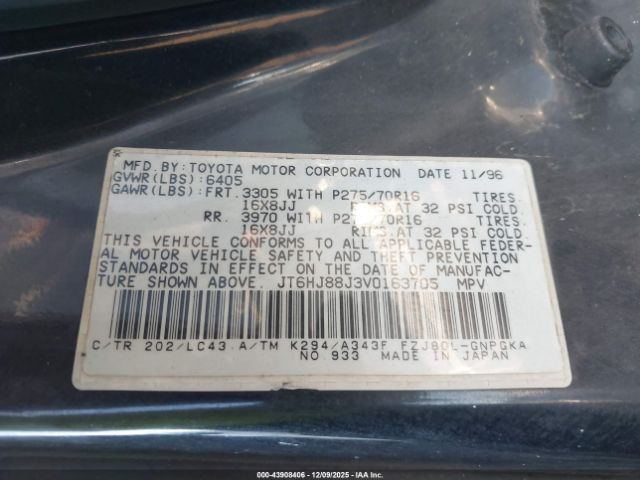 MFD.BY:TOYOTA MOTOR CORPORATION DATE 11/96
GVWR(LBS):6405
GAWR(LBS):FRT.3305 WITH P275/70R16 TIRES
16X8JJ RIMS.AT 32 PSI COLD.
RR. 3970 WITH P275/70R16 TIRES
16X8JJ RIMS.AT 32 PSI COLD.
THIS VEHICLE CONFORMS TO ALL APPLICABLE FEDER-
AL MOTOR VEHICLE SAFETY AND THEFT PREVENTION
STANDARDS IN EFFECT ON THE DATE OF MANUFAC-
TURE SHOWN ABOVE. JT6HJ88J3V0163705 MPV
C/TR 202/LC43 A/TM K294/A343F FZJ80L-GNPGKA
NO.933 MADE IN JAPAN
000-43908406 • 12/09/2025 • IAA Inc.